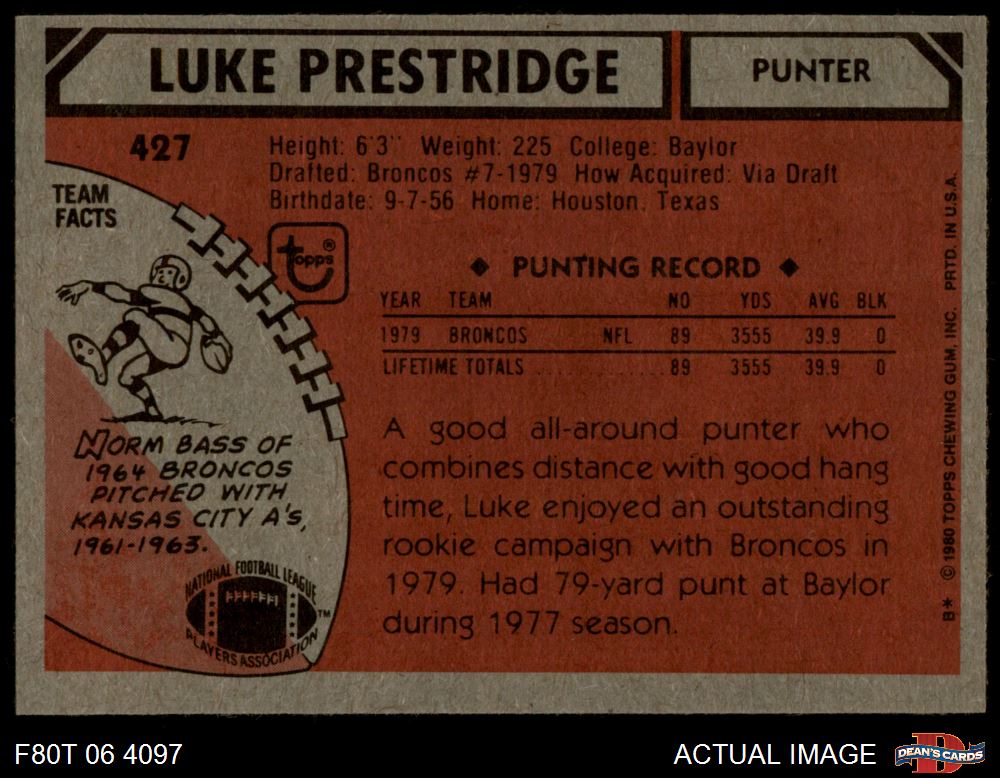 LUKE PRESTRIDGE
PUNTER
427
Height: 6'3" Weight: 225 College: Baylor
Drafted: Broncos #7-1979 How Acquired: Via Draft
Birthdate: 9-7-56 Home: Houston, Texas
TEAM
FACTS
topps®
◆ PUNTING RECORD ◆
YEAR TEAM NO YDS AVG BLK
1979 BRONCOS NFL 89 3555 39.9 0
LIFETIME TOTALS .............. 89 3555 39.9 0
NORM BASS OF
1964 BRONCOS
PITCHED WITH
KANSAS CITY A'S,
1961-1963.
A good all-around punter who
combines distance with good hang
time, Luke enjoyed an outstanding
rookie campaign with Broncos in
1979. Had 79-yard punt at Baylor
during 1977 season.
NATIONAL FOOTBALL LEAGUE
PLAYERS ASSOCIATION
™
B* © 1980 TOPPS CHEWING GUM, INC. PRTD. IN U.S.A.
F80T 06 4097
ACTUAL IMAGE
DEAN'S CARDS